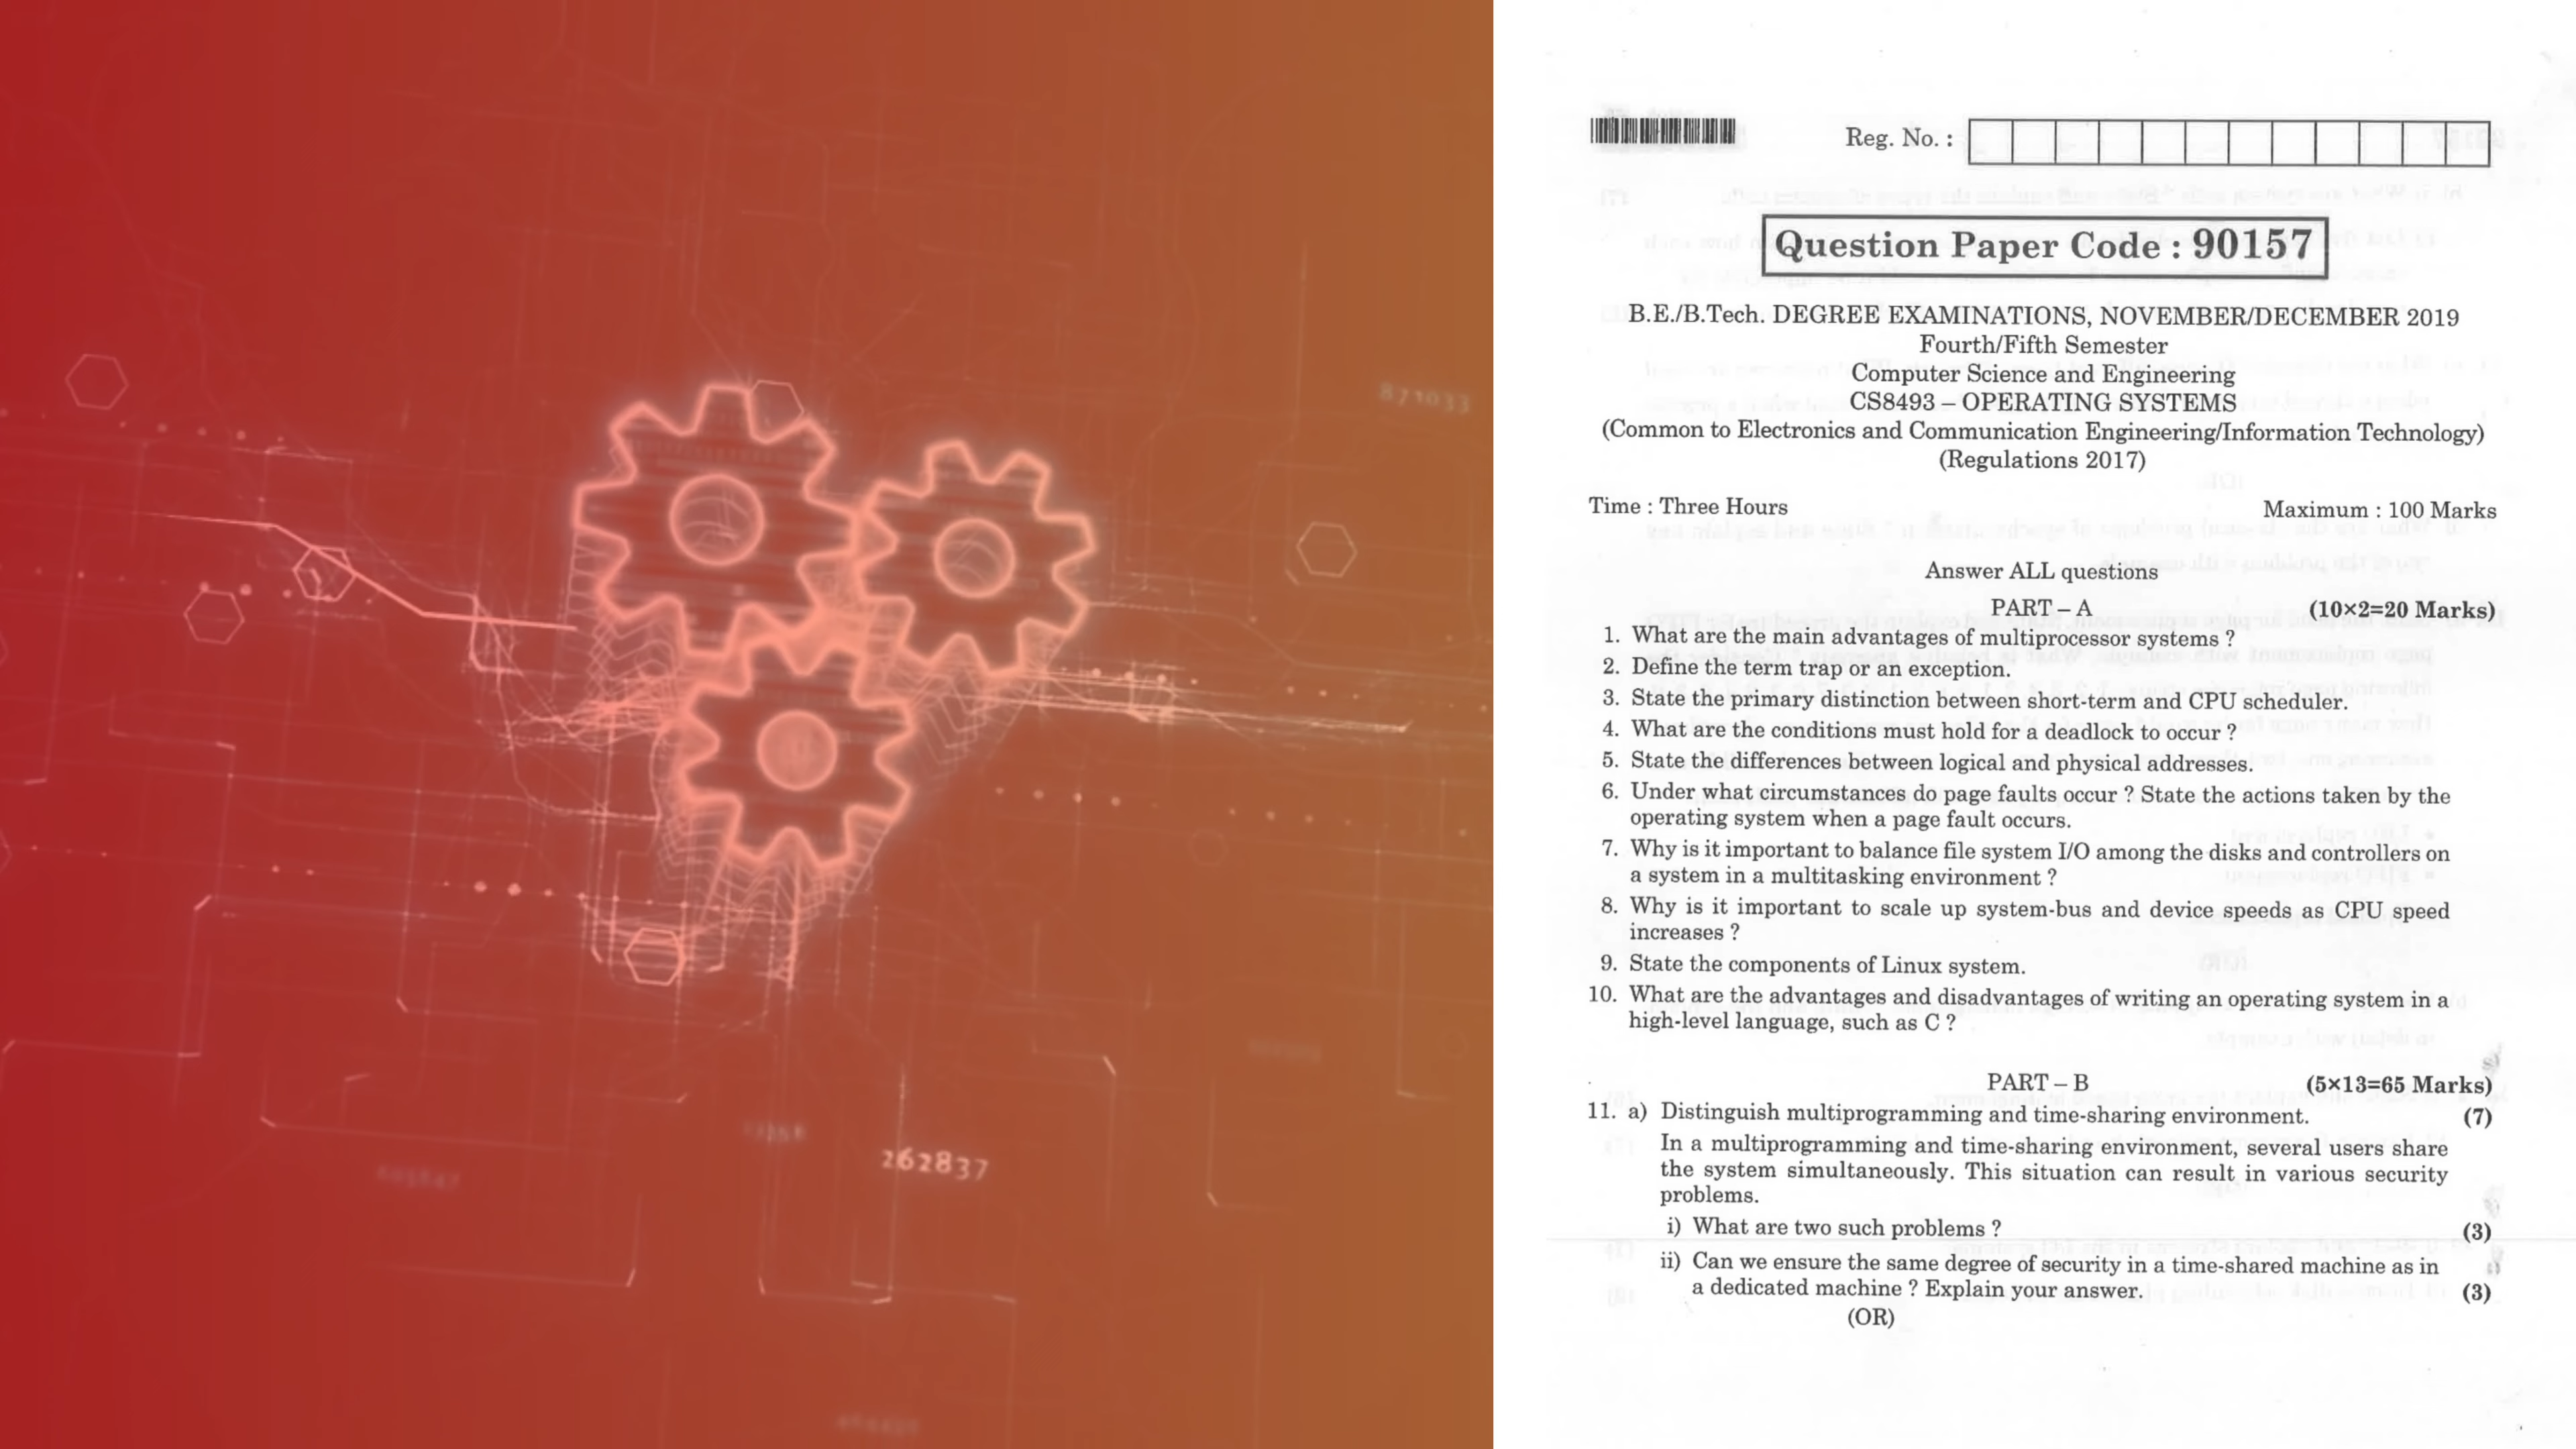 871033
262837
Reg. No. :
Question Paper Code : 90157
B.E./B.Tech. DEGREE EXAMINATIONS, NOVEMBER/DECEMBER 2019
Fourth/Fifth Semester
Computer Science and Engineering
CS8493 – OPERATING SYSTEMS
(Common to Electronics and Communication Engineering/Information Technology)
(Regulations 2017)
Time : Three Hours Maximum : 100 Marks
Answer ALL questions
PART – A (10×2=20 Marks)
1. What are the main advantages of multiprocessor systems ?
2. Define the term trap or an exception.
3. State the primary distinction between short-term and CPU scheduler.
4. What are the conditions must hold for a deadlock to occur ?
5. State the differences between logical and physical addresses.
6. Under what circumstances do page faults occur ? State the actions taken by the
operating system when a page fault occurs.
7. Why is it important to balance file system I/O among the disks and controllers on
a system in a multitasking environment ?
8. Why is it important to scale up system-bus and device speeds as CPU speed
increases ?
9. State the components of Linux system.
10. What are the advantages and disadvantages of writing an operating system in a
high-level language, such as C ?
PART – B (5×13=65 Marks)
11. a) Distinguish multiprogramming and time-sharing environment. (7)
In a multiprogramming and time-sharing environment, several users share
the system simultaneously. This situation can result in various security
problems.
i) What are two such problems ? (3)
ii) Can we ensure the same degree of security in a time-shared machine as in
a dedicated machine ? Explain your answer. (3)
(OR)